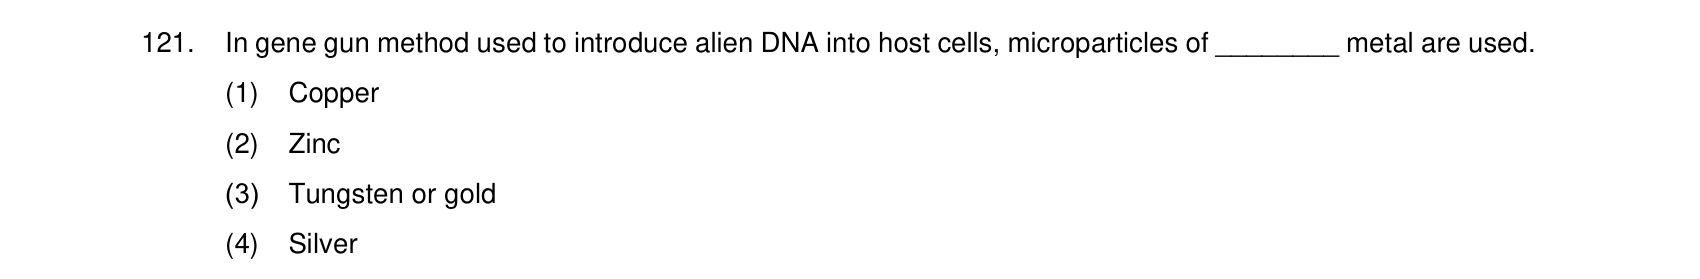 121. In gene gun method used to introduce alien DNA into host cells, microparticles of ________ metal are used.
(1) Copper
(2) Zinc
(3) Tungsten or gold
(4) Silver